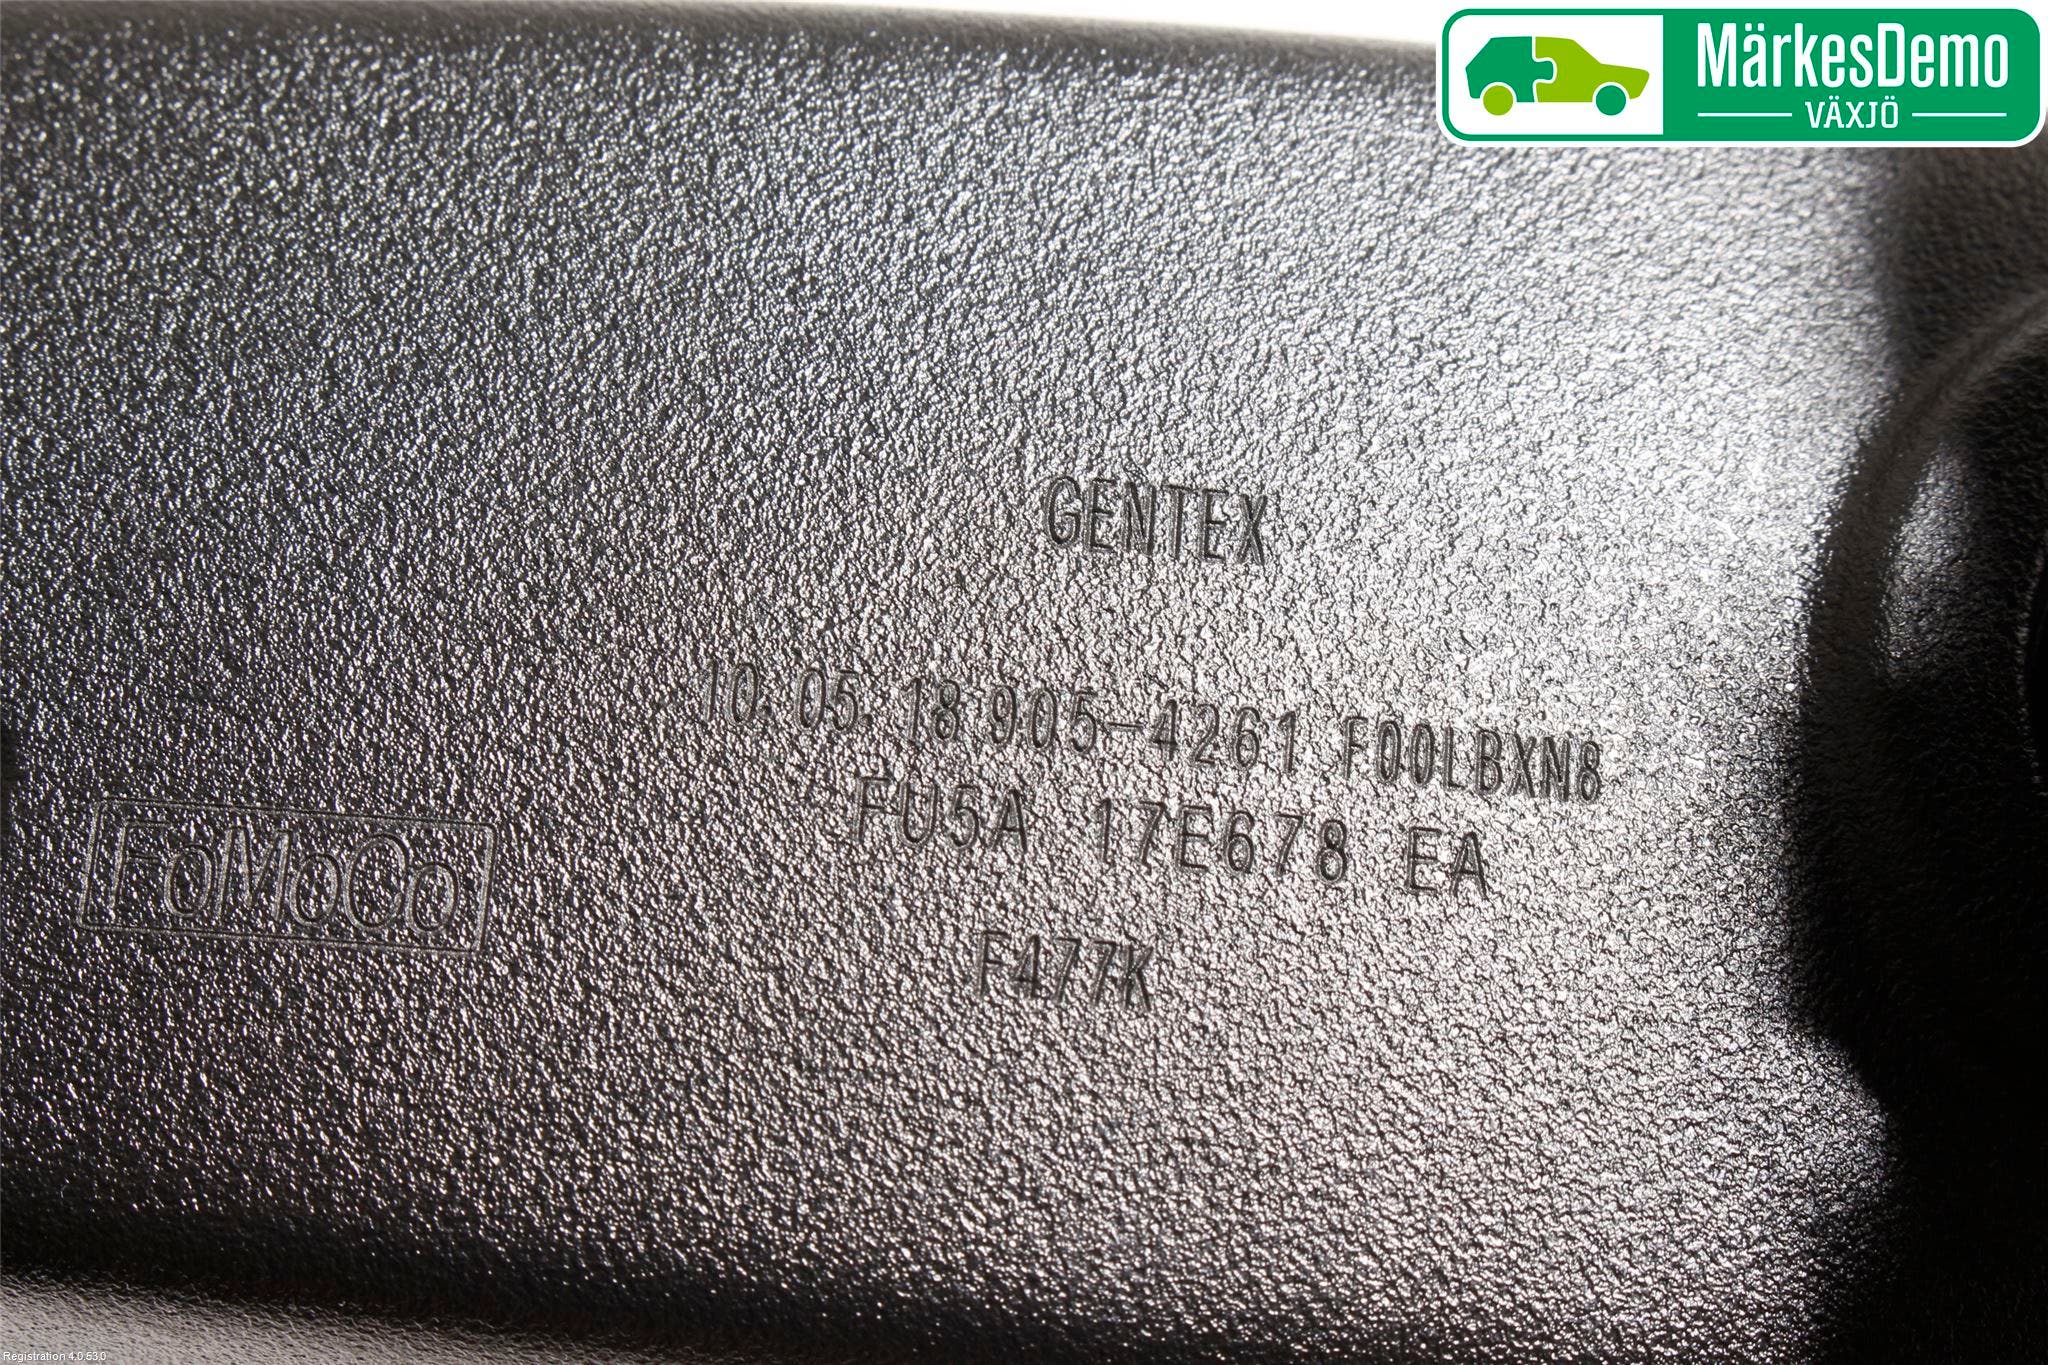 MärkesDemo
VÄXJÖ
GENTEX
10. 05. 18 905-4261 F00LBXN8
FU5A 17E678 EA
FoMoCo
F477K
Registration 4.0.53.0